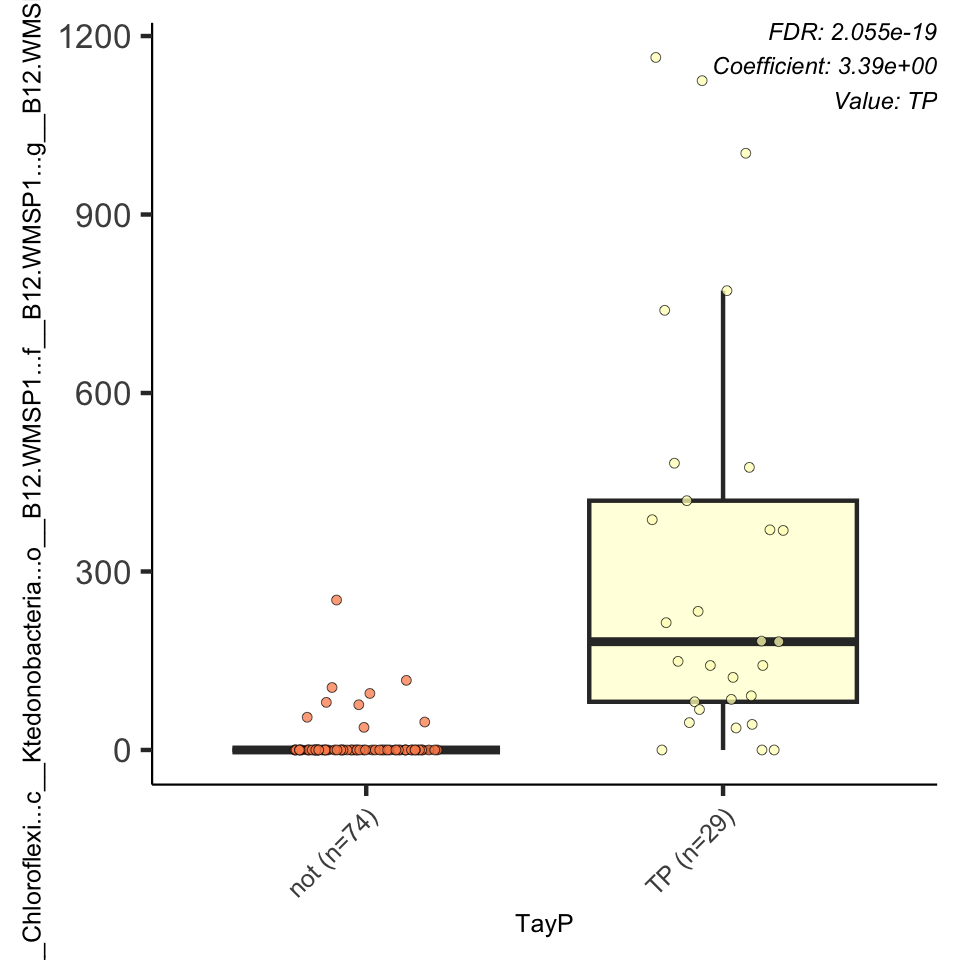 FDR: 2.055e-19
Coefficient: 3.39e+00
Value: TP
1200
900
600
300
0
_Chloroflexi...c__Ktedonobacteria...o__B12.WMSP1...f__B12.WMSP1...g__B12.WMS
not (n=74)
TP (n=29)
TayP